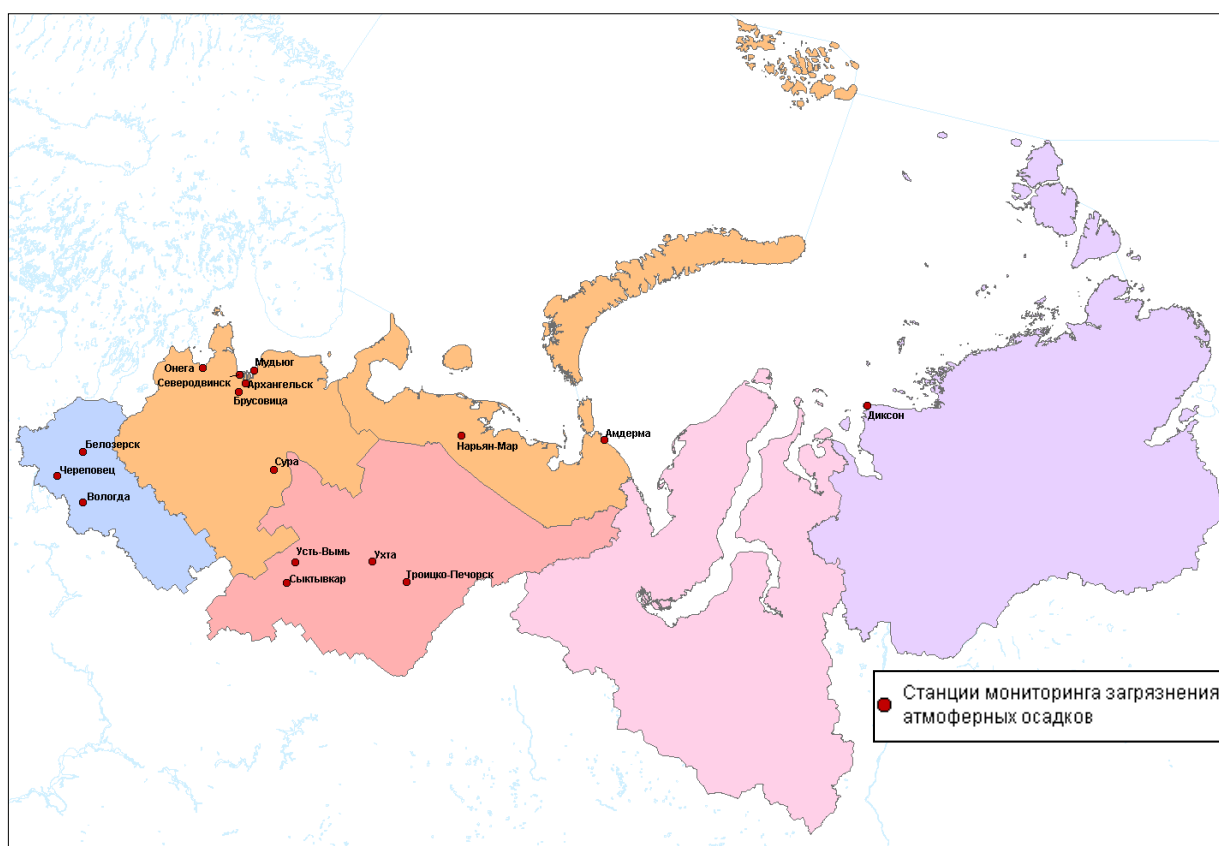 Мудьюг
Онега
Северодвинск
Архангельск
Брусовица
Диксон
Амдерма
Нарьян-Мар
Белозерск
Сура
Череповец
Вологда
Усть-Вымь
Ухта
Сыктывкар
Троицко-Печорск
Станции мониторинга загрязнения
атмоферных осадков